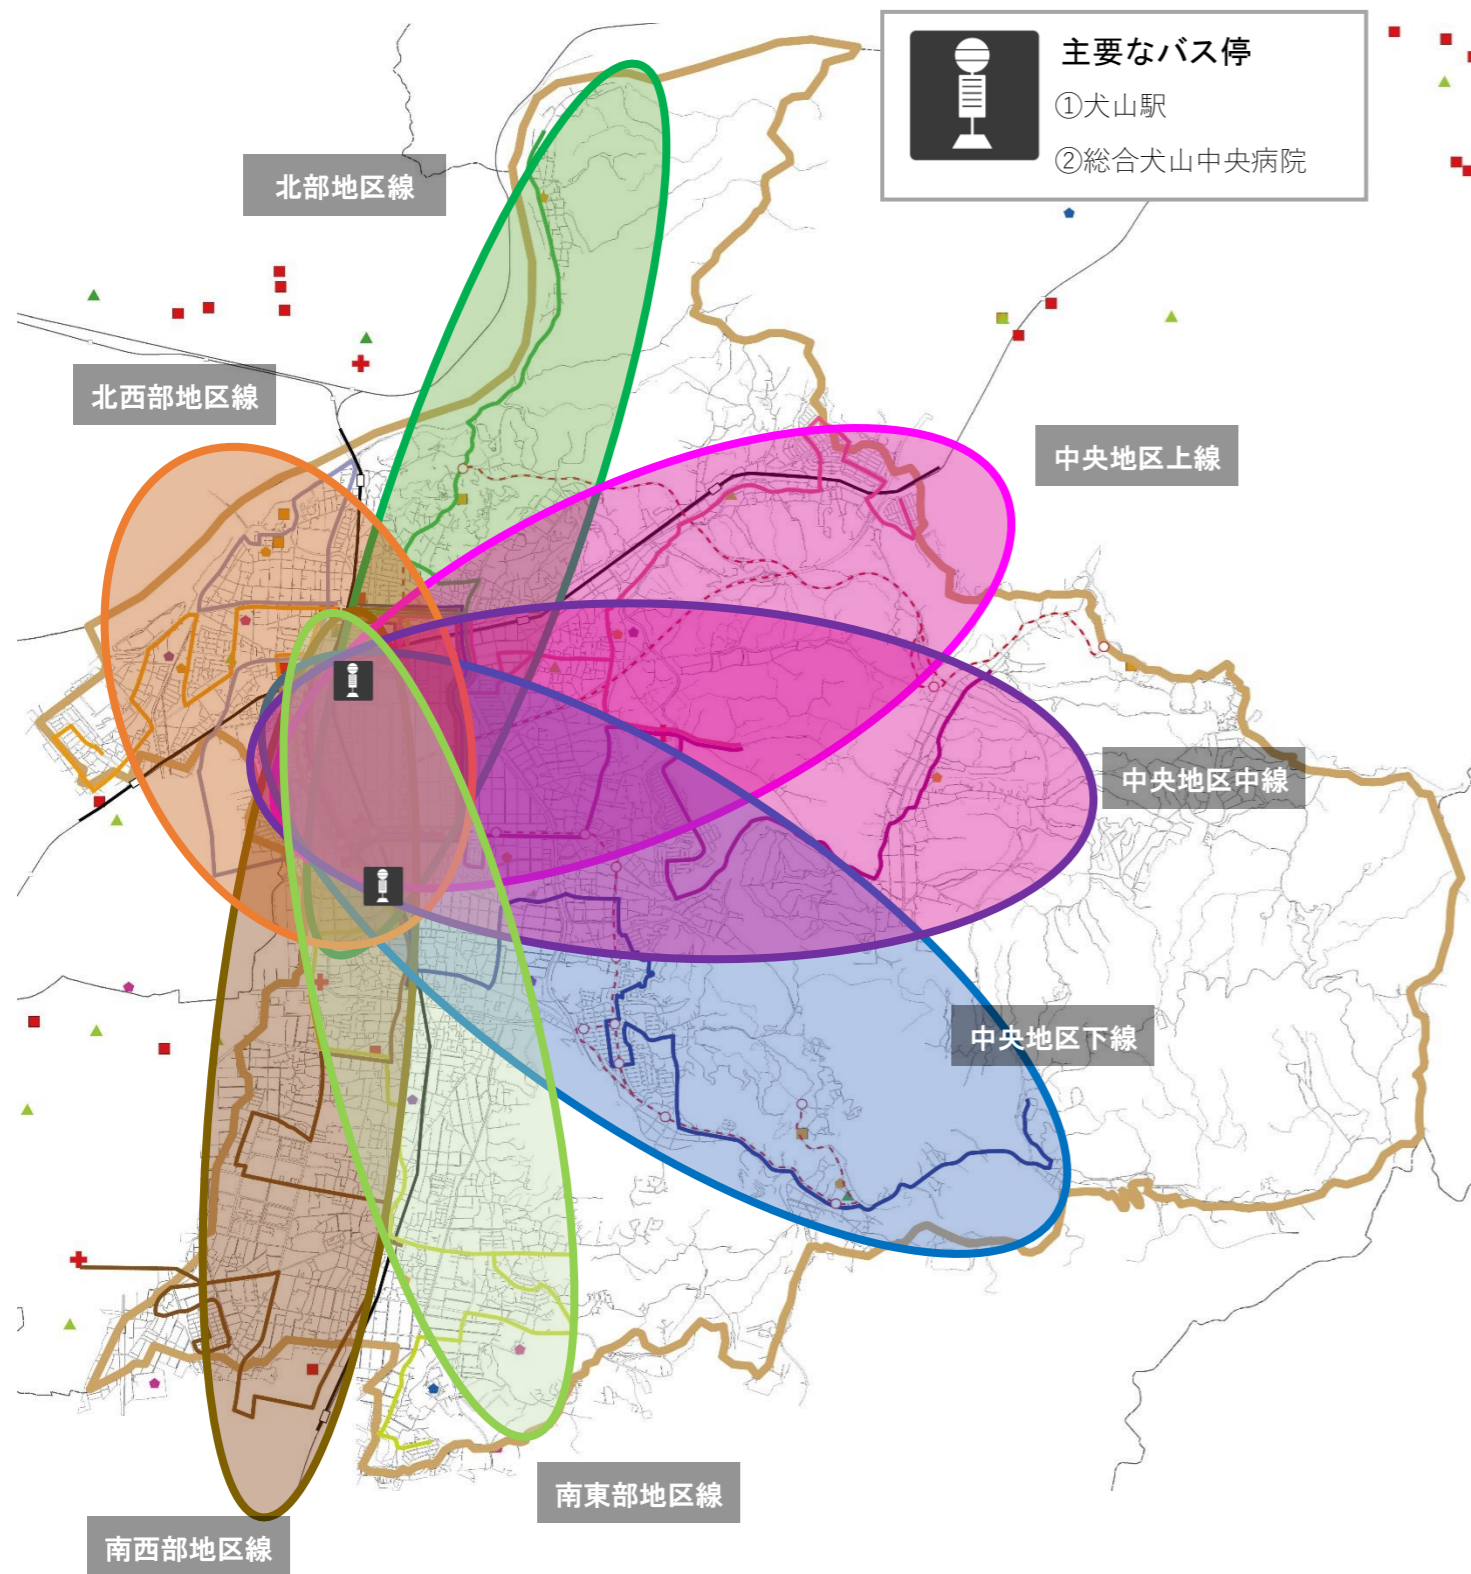 主要なバス停
①犬山駅
②総合犬山中央病院
北部地区線
北西部地区線
中央地区上線
中央地区中線
中央地区下線
南東部地区線
南西部地区線